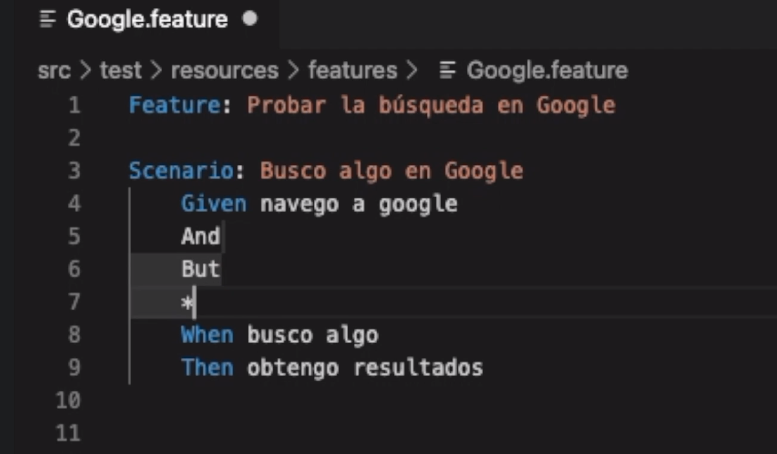 Google.feature
src > test > resources > features > Google.feature
1 Feature: Probar la búsqueda en Google
2
3 Scenario: Busco algo en Google
4 Given navego a google
5 And
6 But
7 *
8 When busco algo
9 Then obtengo resultados
10
11